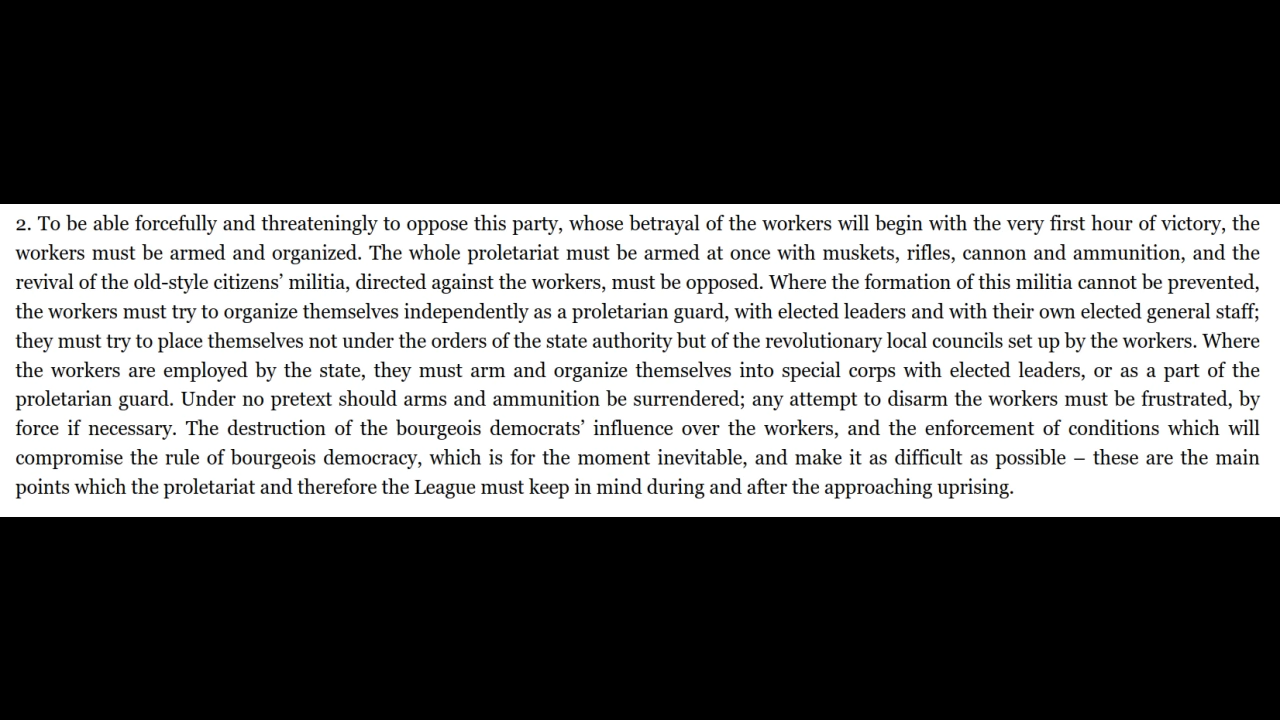 2. To be able forcefully and threateningly to oppose this party, whose betrayal of the workers will begin with the very first hour of victory, the
workers must be armed and organized. The whole proletariat must be armed at once with muskets, rifles, cannon and ammunition, and the
revival of the old-style citizens’ militia, directed against the workers, must be opposed. Where the formation of this militia cannot be prevented,
the workers must try to organize themselves independently as a proletarian guard, with elected leaders and with their own elected general staff;
they must try to place themselves not under the orders of the state authority but of the revolutionary local councils set up by the workers. Where
the workers are employed by the state, they must arm and organize themselves into special corps with elected leaders, or as a part of the
proletarian guard. Under no pretext should arms and ammunition be surrendered; any attempt to disarm the workers must be frustrated, by
force if necessary. The destruction of the bourgeois democrats’ influence over the workers, and the enforcement of conditions which will
compromise the rule of bourgeois democracy, which is for the moment inevitable, and make it as difficult as possible – these are the main
points which the proletariat and therefore the League must keep in mind during and after the approaching uprising.